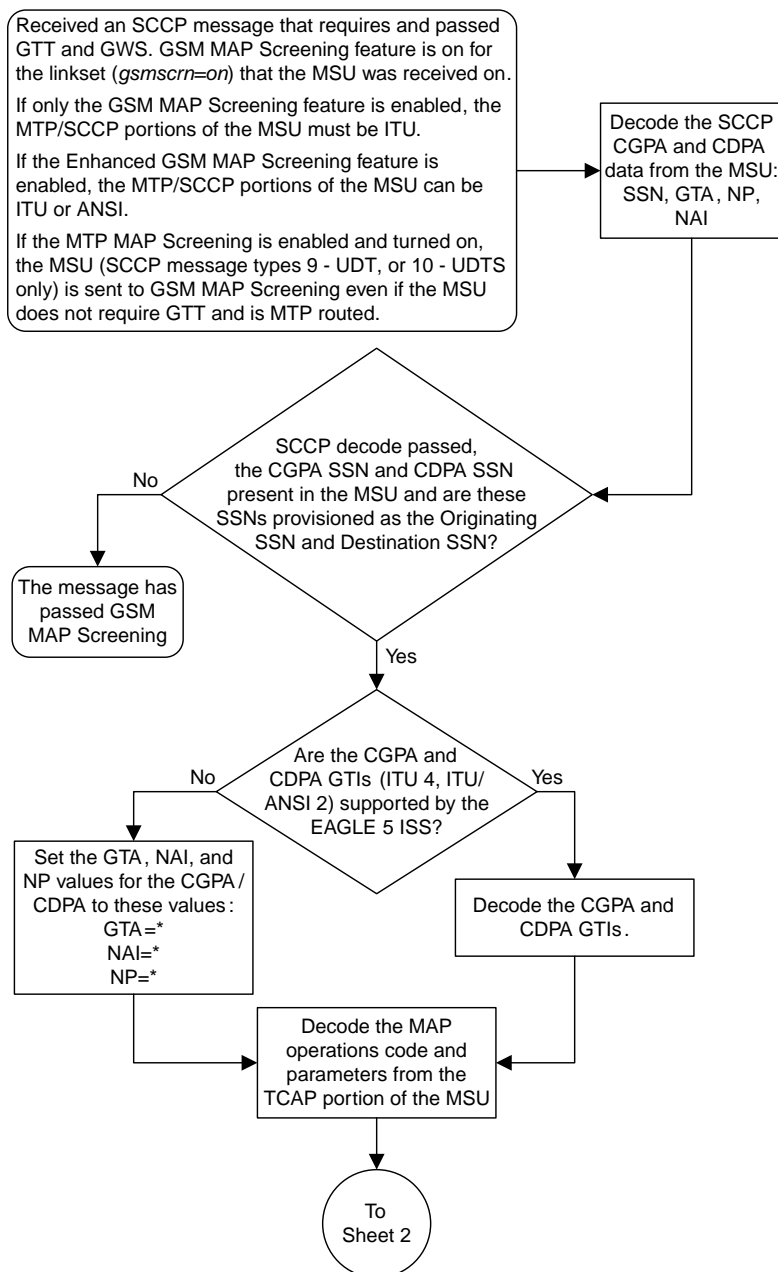 Received an SCCP message that requires and passed
GTT and GWS. GSM MAP Screening feature is on for
the linkset (gsmscrn=on) that the MSU was received on.
If only the GSM MAP Screening feature is enabled, the
MTP/SCCP portions of the MSU must be ITU.
If the Enhanced GSM MAP Screening feature is
enabled, the MTP/SCCP portions of the MSU can be
ITU or ANSI.
If the MTP MAP Screening is enabled and turned on,
the MSU (SCCP message types 9 - UDT, or 10 - UDTS
only) is sent to GSM MAP Screening even if the MSU
does not require GTT and is MTP routed.
Decode the SCCP
CGPA and CDPA
data from the MSU:
SSN, GTA, NP,
NAI
SCCP decode passed,
the CGPA SSN and CDPA SSN
present in the MSU and are these
SSNs provisioned as the Originating
SSN and Destination SSN?
No
The message has
passed GSM
MAP Screening
Yes
Are the CGPA and
CDPA GTIs (ITU 4, ITU/
ANSI 2) supported by the
EAGLE 5 ISS?
No
Yes
Set the GTA, NAI, and
NP values for the CGPA/
CDPA to these values:
GTA=*
NAI=*
NP=*
Decode the CGPA and
CDPA GTIs.
Decode the MAP
operations code and
parameters from the
TCAP portion of the MSU
To
Sheet 2